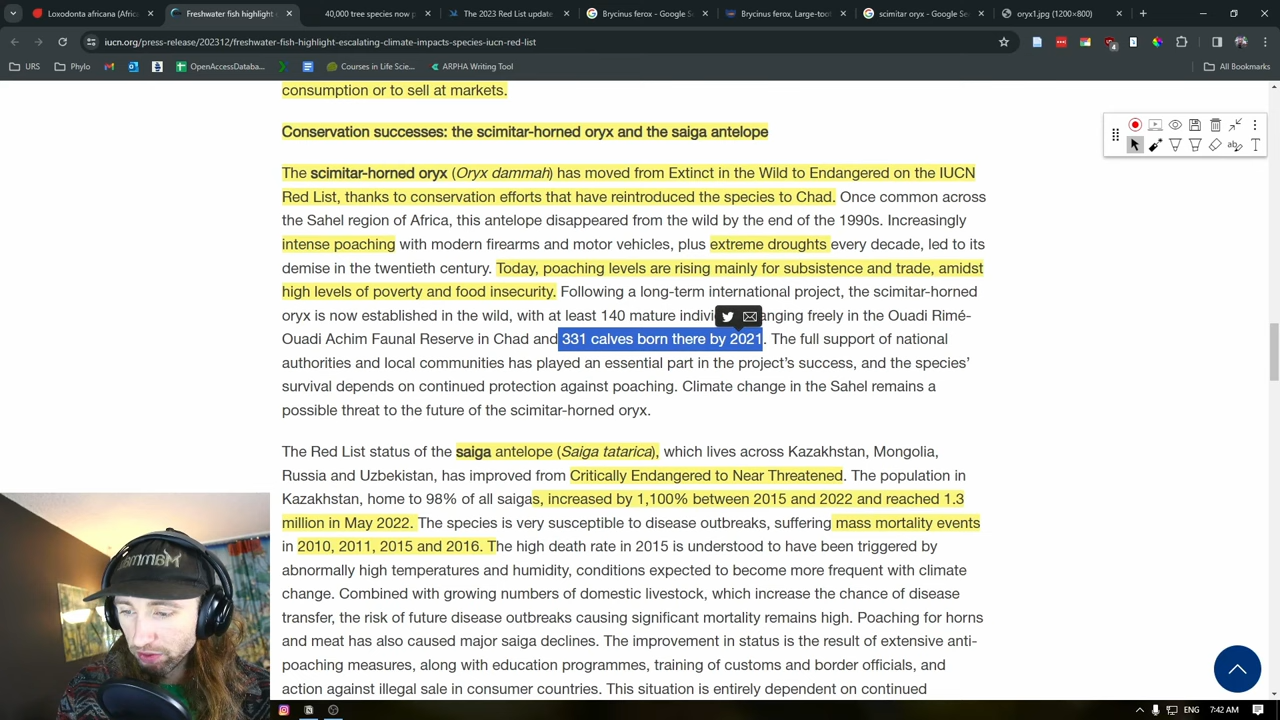 Loxodonta africana (Afric
Freshwater fish highlight e
40,000 tree species now p
The 2023 Red List update
Brycinus ferox - Google S
Brycinus ferox, Large-toot
scimitar oryx - Google Se
oryx1.jpg (1200×800)
iucn.org/press-release/202312/freshwater-fish-highlight-escalating-climate-impacts-species-iucn-red-list
URS
Phylo
OpenAccessDataba...
Courses in Life Scie...
ARPHA Writing Tool
All Bookmarks
consumption or to sell at markets.
Conservation successes: the scimitar-horned oryx and the saiga antelope
The scimitar-horned oryx (Oryx dammah) has moved from Extinct in the Wild to Endangered on the IUCN
Red List, thanks to conservation efforts that have reintroduced the species to Chad. Once common across
the Sahel region of Africa, this antelope disappeared from the wild by the end of the 1990s. Increasingly
intense poaching with modern firearms and motor vehicles, plus extreme droughts every decade, led to its
demise in the twentieth century. Today, poaching levels are rising mainly for subsistence and trade, amidst
high levels of poverty and food insecurity. Following a long-term international project, the scimitar-horned
oryx is now established in the wild, with at least 140 mature indivi anging freely in the Ouadi Rimé-
Ouadi Achim Faunal Reserve in Chad and 331 calves born there by 2021. The full support of national
authorities and local communities has played an essential part in the project's success, and the species'
survival depends on continued protection against poaching. Climate change in the Sahel remains a
possible threat to the future of the scimitar-horned oryx.
The Red List status of the saiga antelope (Saiga tatarica), which lives across Kazakhstan, Mongolia,
Russia and Uzbekistan, has improved from Critically Endangered to Near Threatened. The population in
Kazakhstan, home to 98% of all saigas, increased by 1,100% between 2015 and 2022 and reached 1.3
million in May 2022. The species is very susceptible to disease outbreaks, suffering mass mortality events
in 2010, 2011, 2015 and 2016. The high death rate in 2015 is understood to have been triggered by
abnormally high temperatures and humidity, conditions expected to become more frequent with climate
change. Combined with growing numbers of domestic livestock, which increase the chance of disease
transfer, the risk of future disease outbreaks causing significant mortality remains high. Poaching for horns
and meat has also caused major saiga declines. The improvement in status is the result of extensive anti-
poaching measures, along with education programmes, training of customs and border officials, and
action against illegal sale in consumer countries. This situation is entirely dependent on continued
ENG
7:42 AM